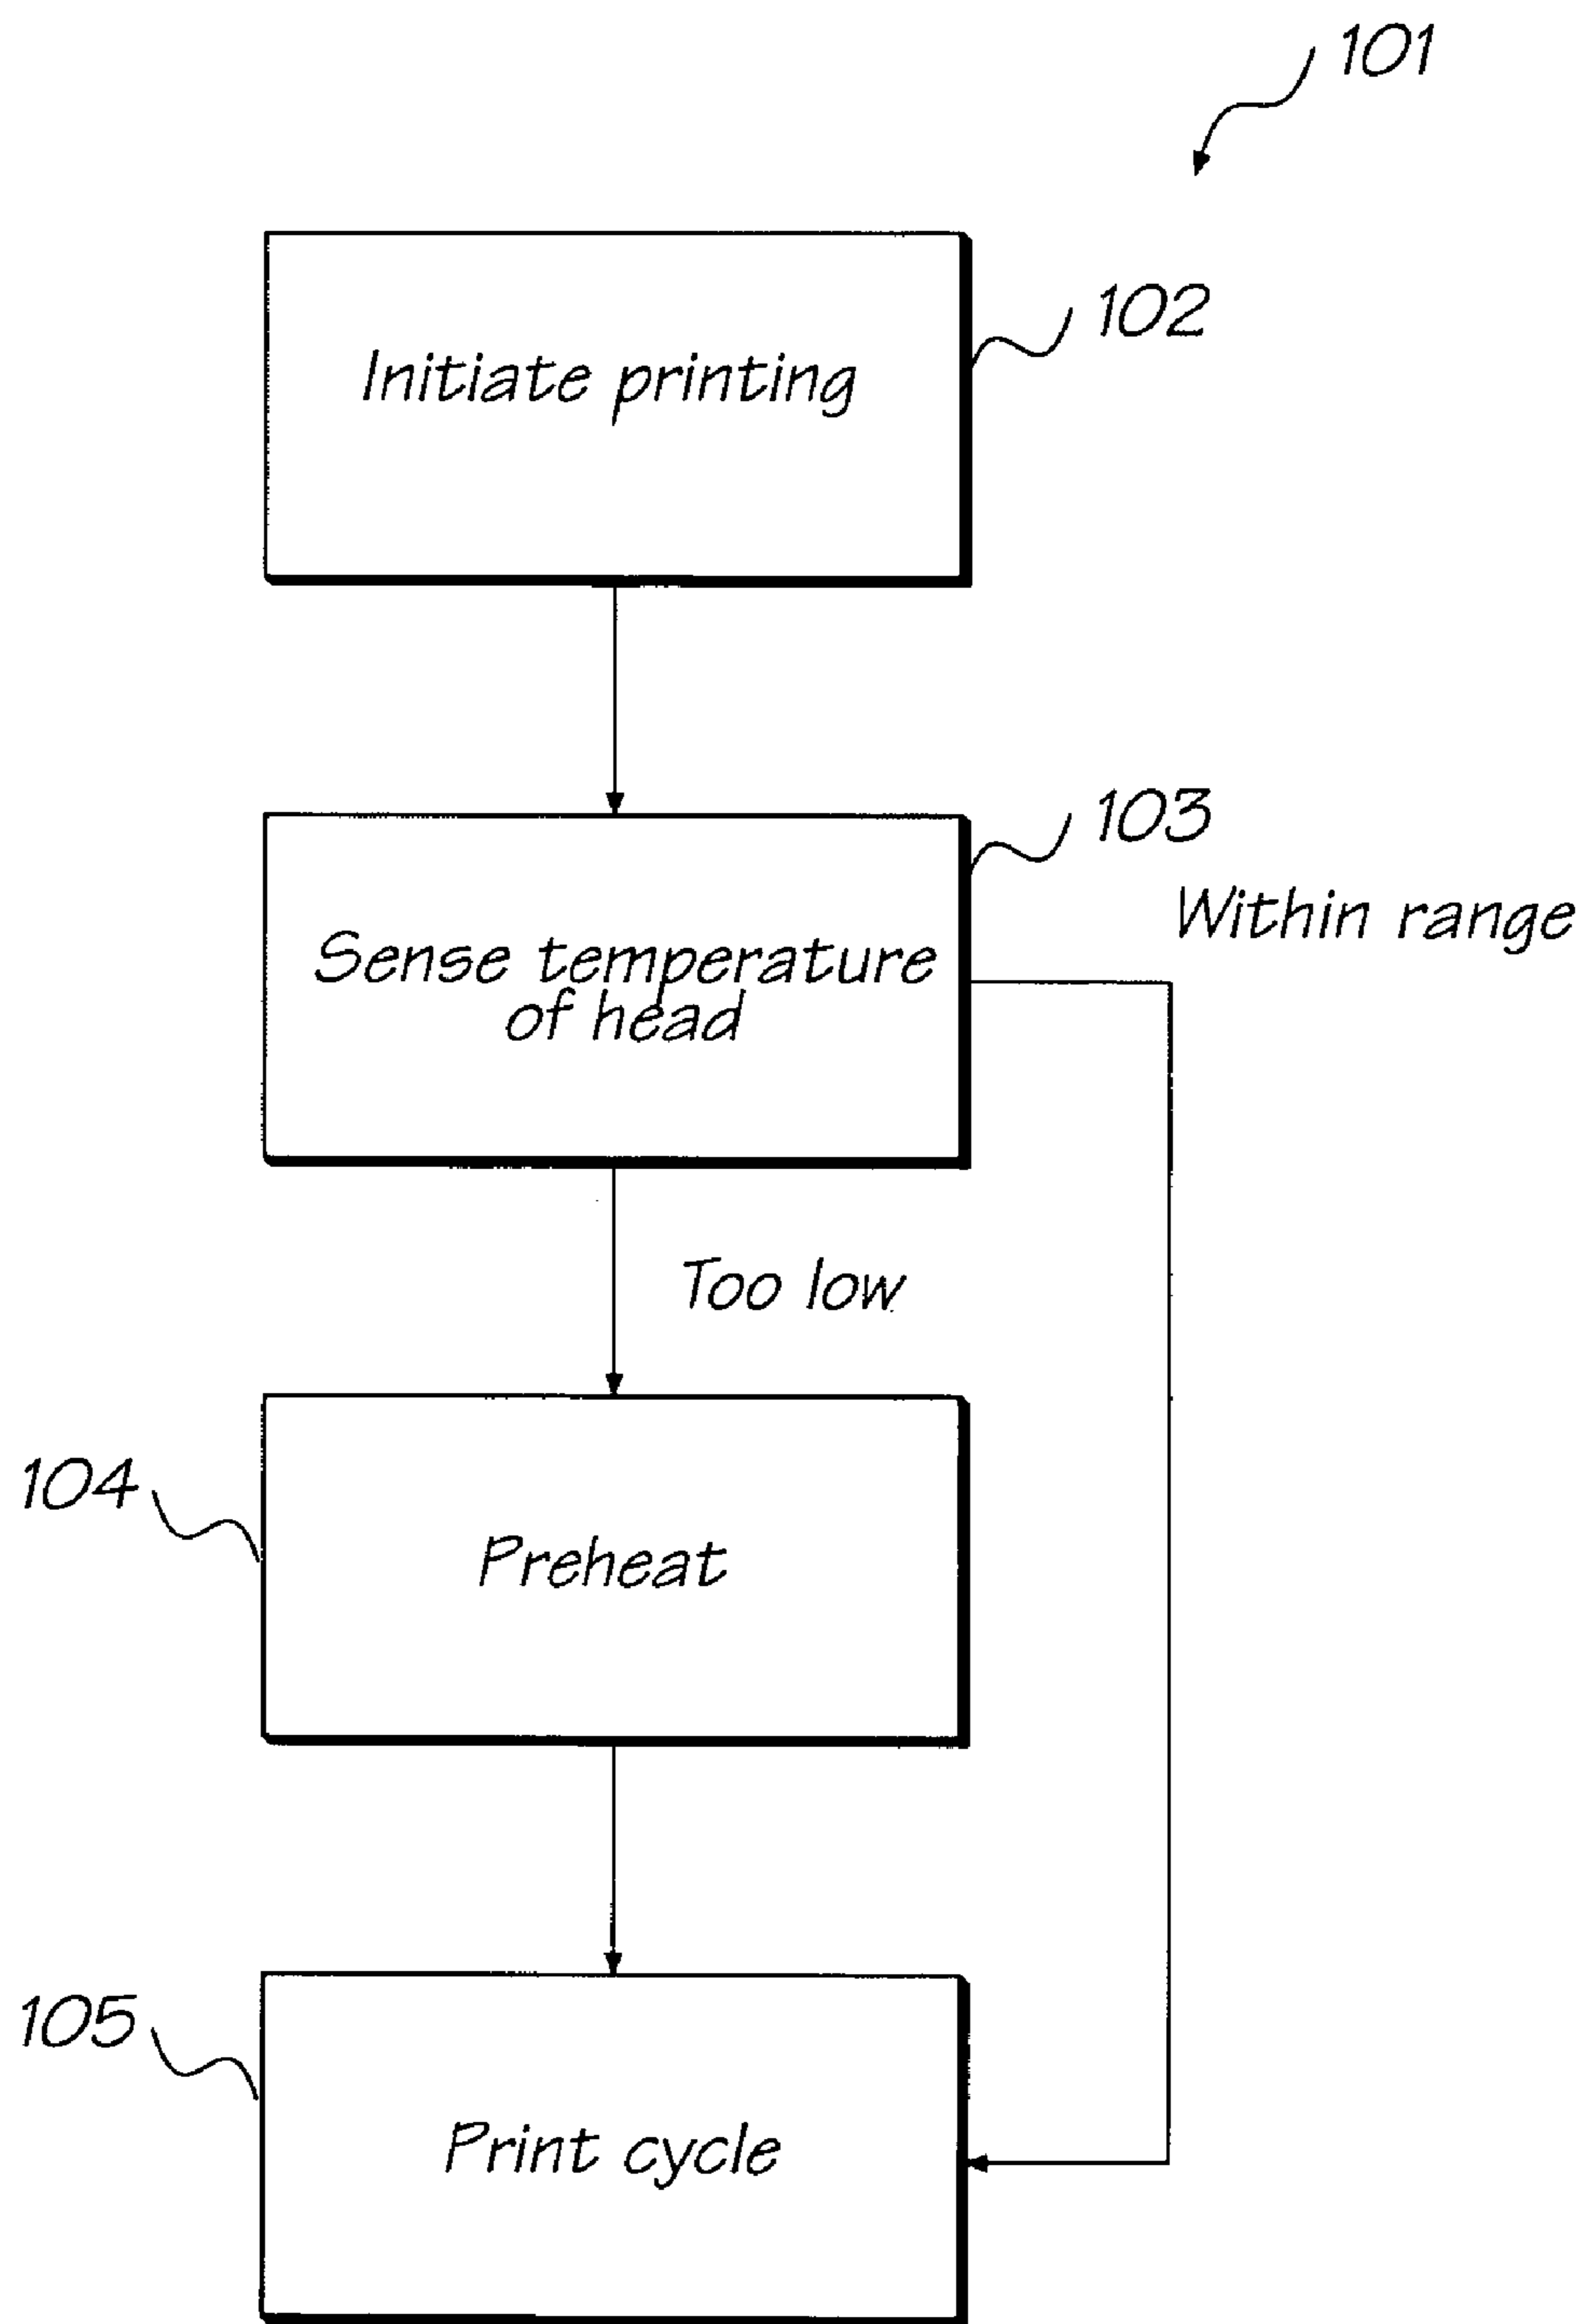 101
Initiate printing
102
103
Within range
Sense temperature
of head
Too low
104
Preheat
105
Print cycle